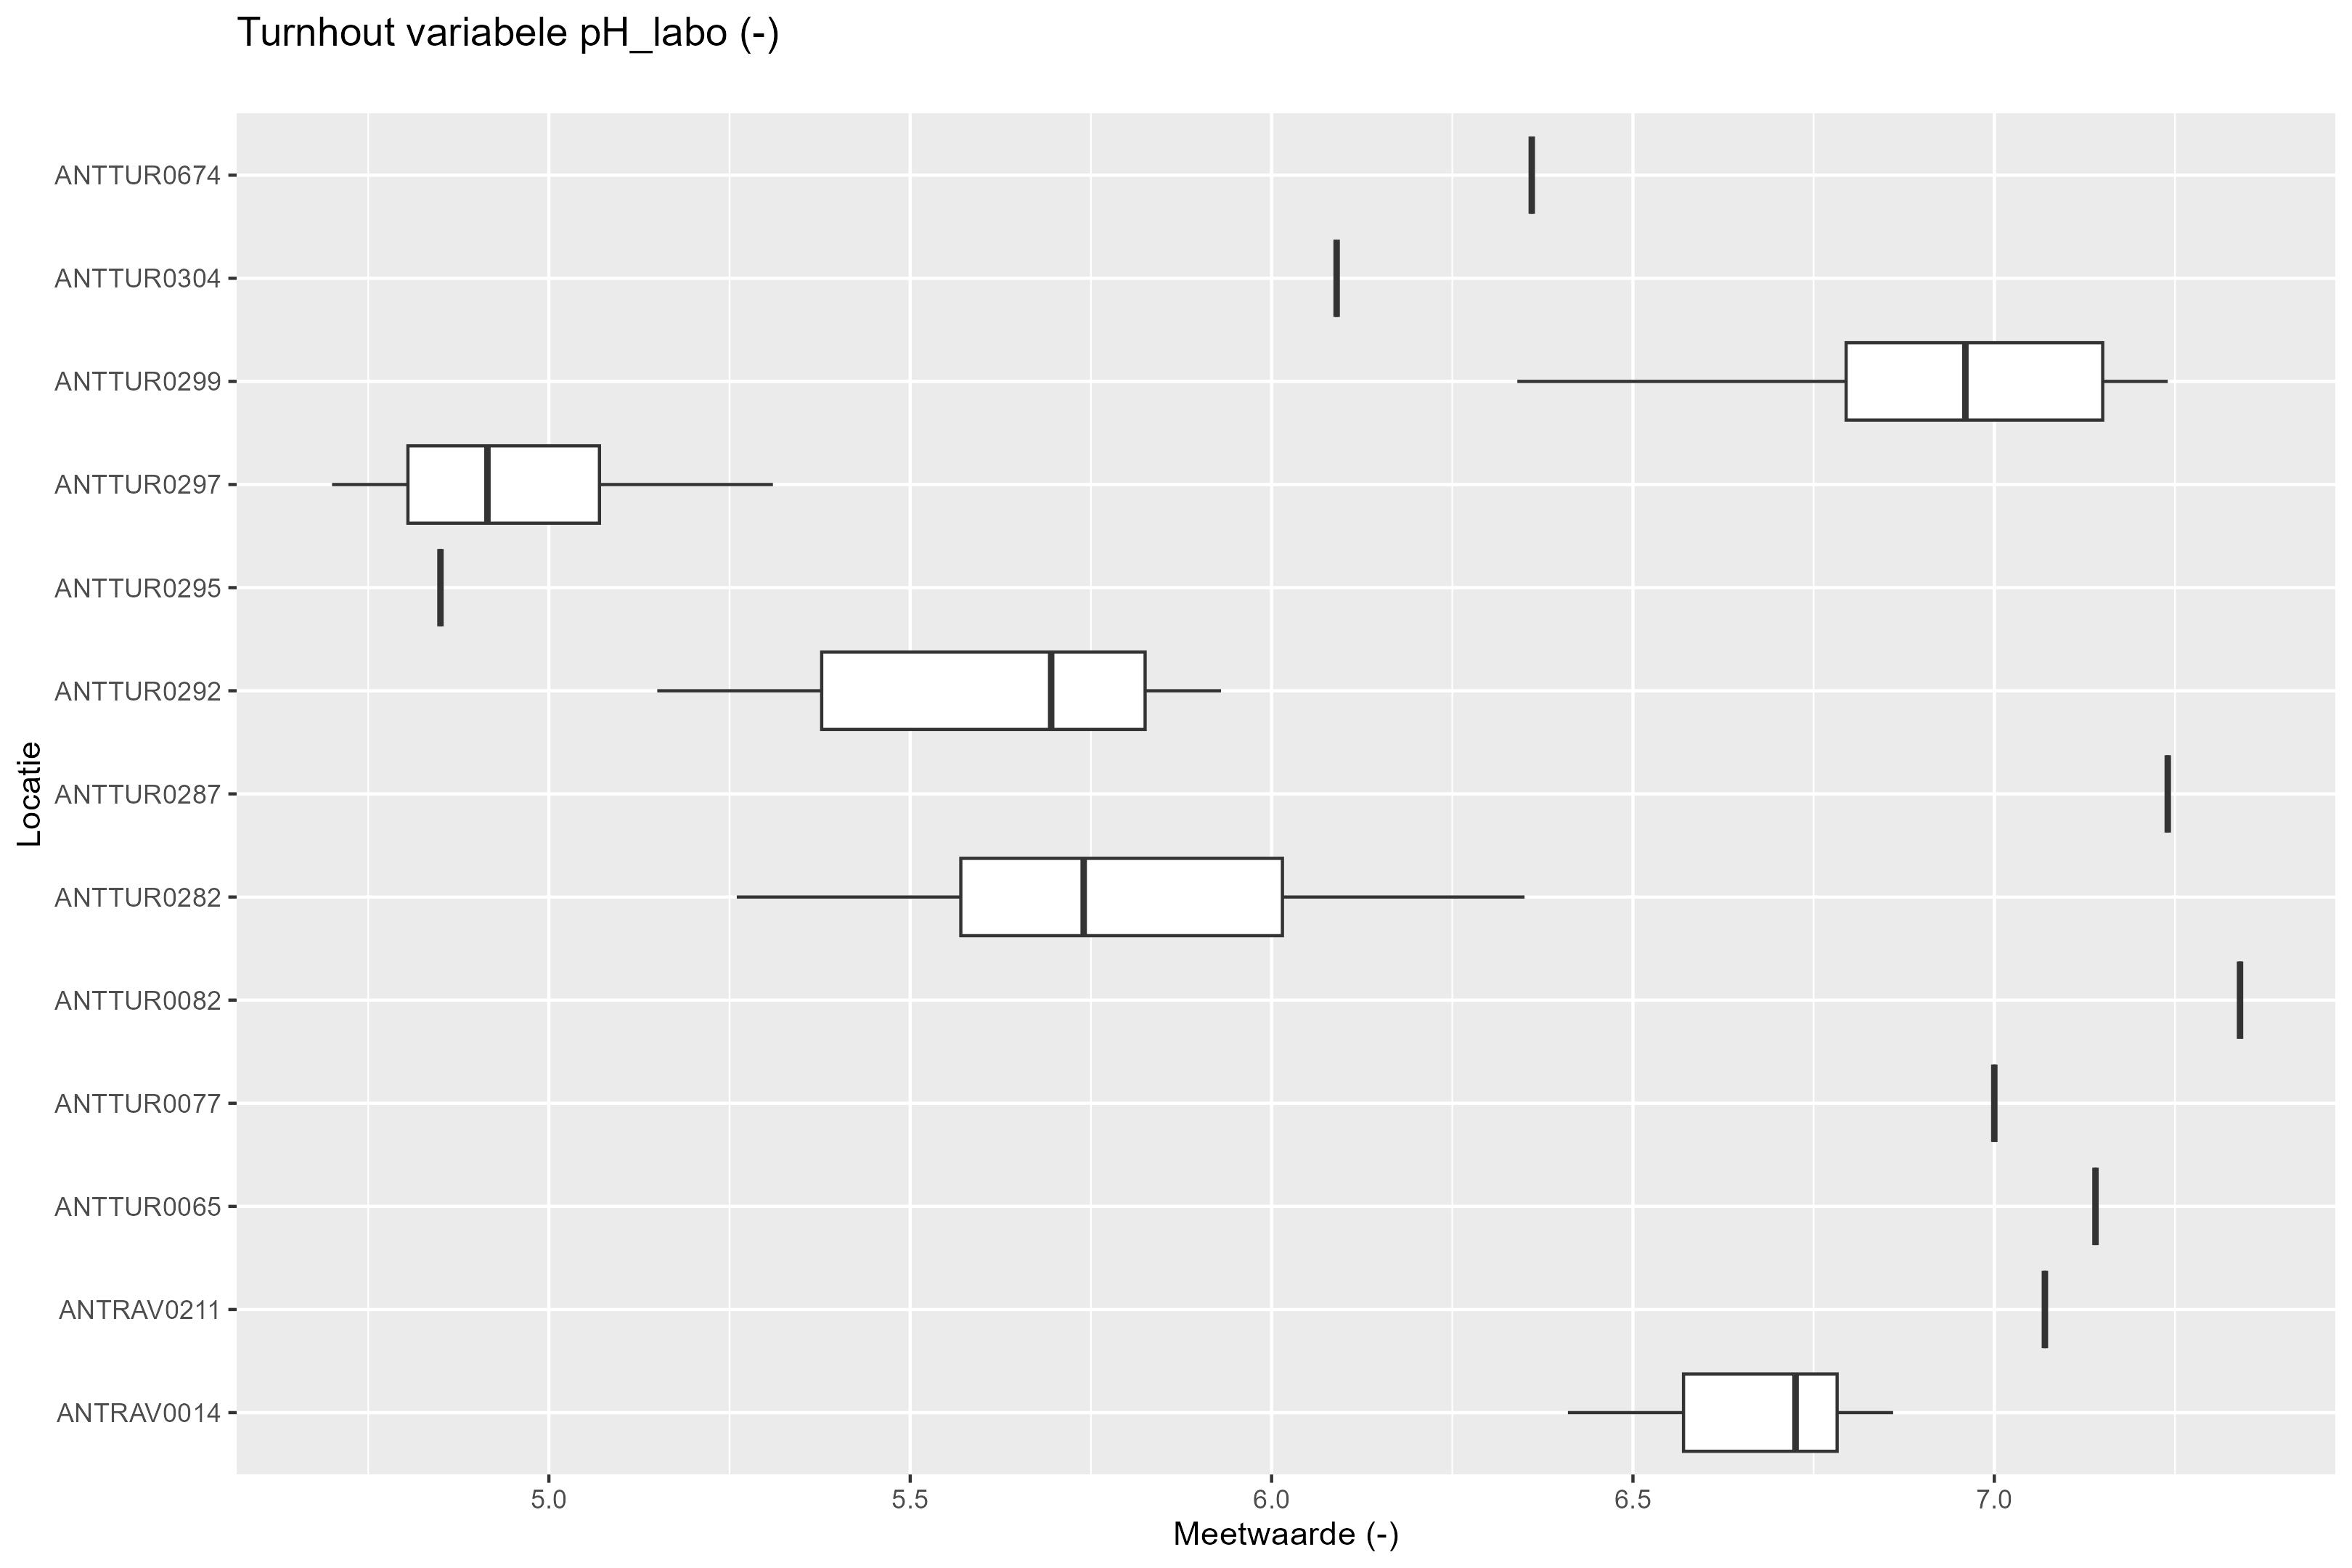 Turnhout variabele pH_labo (-)
ANTTUR0674
ANTTUR0304
ANTTUR0299
ANTTUR0297
ANTTUR0295
ANTTUR0292
ANTTUR0287
ANTTUR0282
ANTTUR0082
ANTTUR0077
ANTTUR0065
ANTRAV0211
ANTRAV0014
Locatie
5.0 5.5 6.0 6.5 7.0
Meetwaarde (-)